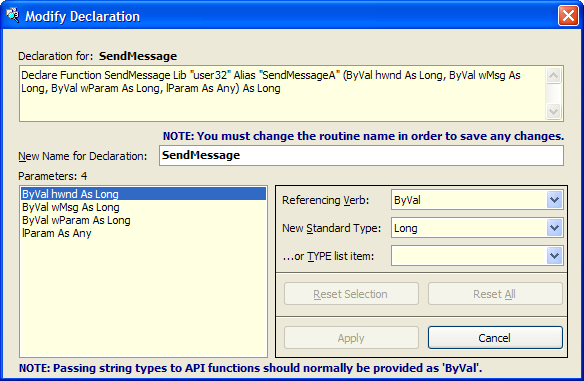 Modify Declaration
Declaration for: SendMessage
Declare Function SendMessage Lib "user32" Alias "SendMessageA" (ByVal hwnd As Long, ByVal wMsg As
Long, ByVal wParam As Long, lParam As Any) As Long
NOTE: You must change the routine name in order to save any changes.
New Name for Declaration: SendMessage
Parameters: 4
ByVal hwnd As Long
ByVal wMsg As Long
ByVal wParam As Long
lParam As Any
Referencing Verb: ByVal
New Standard Type: Long
...or TYPE list item:
Reset Selection Reset All
Apply Cancel
NOTE: Passing string types to API functions should normally be provided as 'ByVal'.